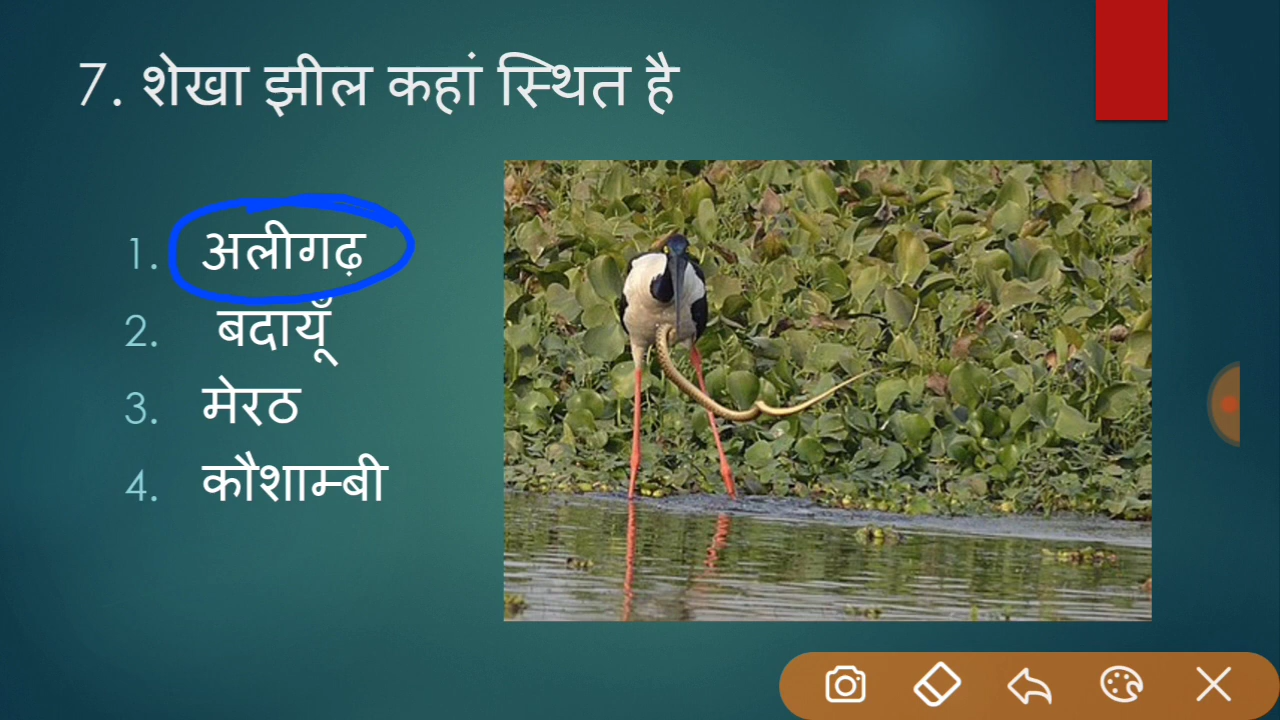 7. शेखा झील कहां स्थित है
1. अलीगढ़
2. बदायूँ
3. मेरठ
4. कौशाम्बी